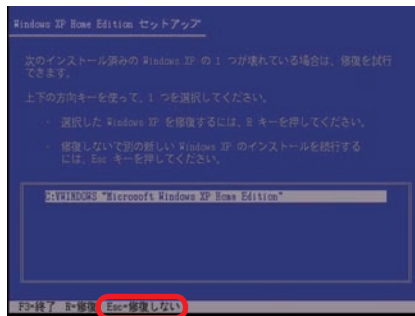 Windows XP Home Edition セットアップ
次のインストール済みの Windows XP の 1 つが壊れている場合は、修復を試行
できます。
上下の方向キーを使って、1 つを選択してください。
・ 選択した Windows XP を修復するには、R キーを押してください。
・ 修復しないで別の新しい Windows XP のインストールを続行する
には、Esc キーを押してください。
C:¥WINDOWS "Microsoft Windows XP Home Edition"
F3=終了 R=修復 Esc=修復しない